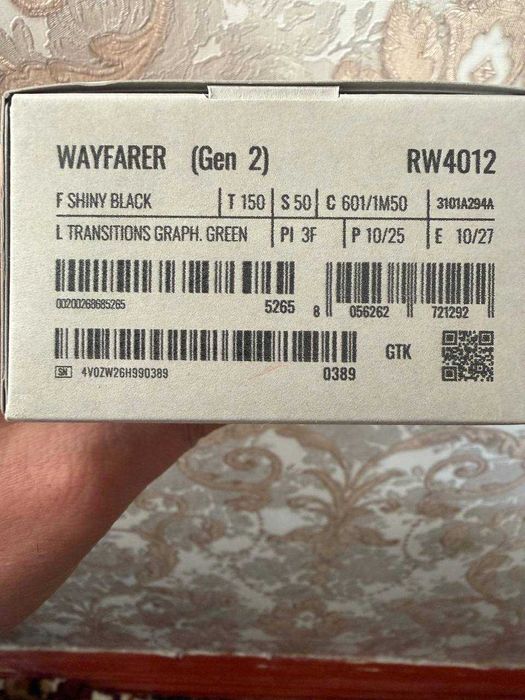 WAYFARER (Gen 2) RW4012
F SHINY BLACK T 150 S 50 C 601/1M50 3101A294A
L TRANSITIONS GRAPH. GREEN PI 3F P 10/25 E 10/27
00200268685265 5265 8 056262 721292
SN 4V0ZW26H990389 0389 GTK